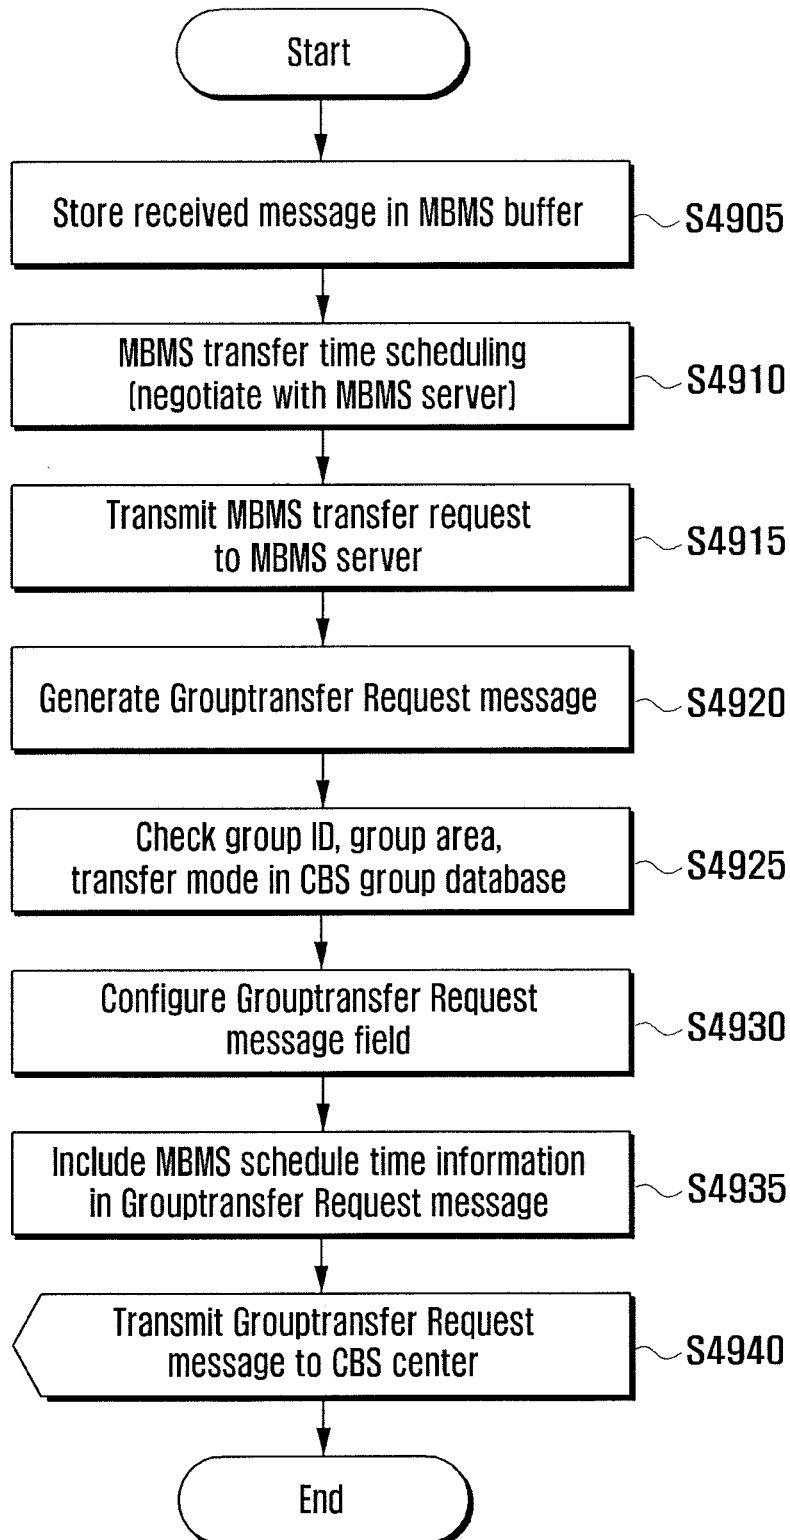 Start
Store received message in MBMS buffer
S4905
MBMS transfer time scheduling
(negotiate with MBMS server)
S4910
Transmit MBMS transfer request
to MBMS server
S4915
Generate Grouptransfer Request message
S4920
Check group ID, group area,
transfer mode in CBS group database
S4925
Configure Grouptransfer Request
message field
S4930
Include MBMS schedule time information
in Grouptransfer Request message
S4935
Transmit Grouptransfer Request
message to CBS center
S4940
End